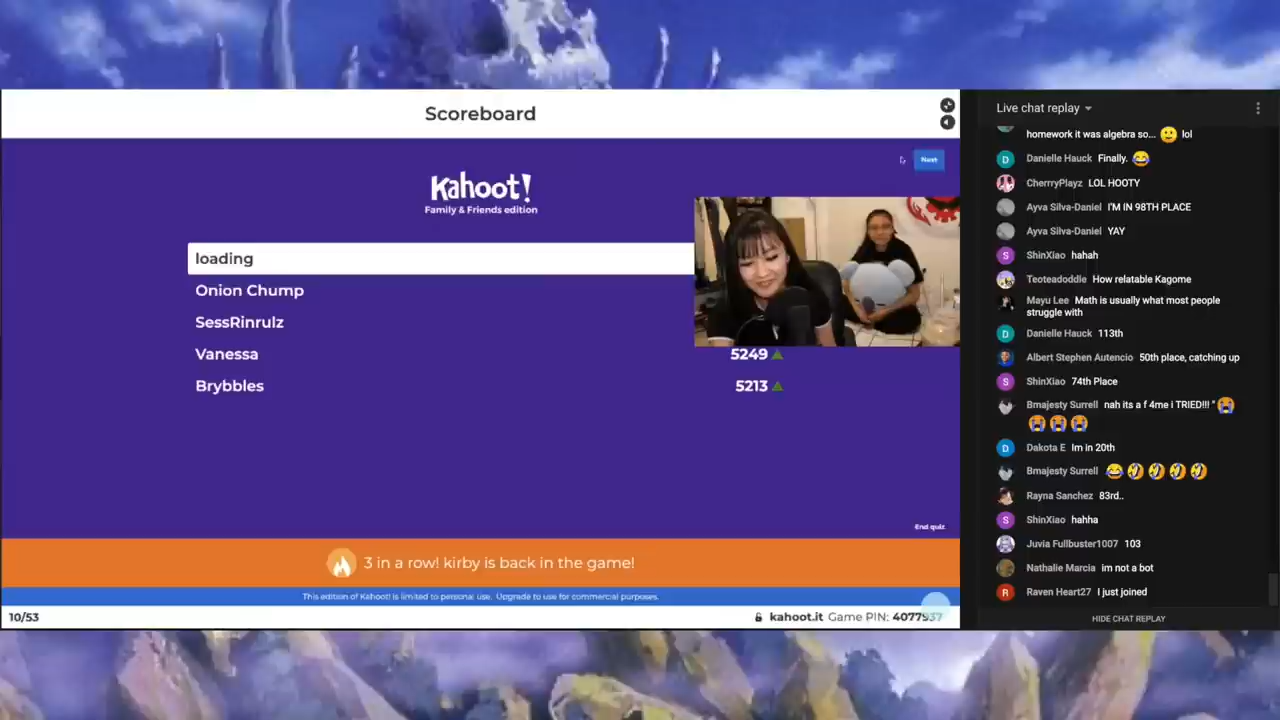 Scoreboard
Next
Kahoot!
Family & Friends edition
loading
Onion Chump
SessRinrulz
Vanessa 5249
Brybbles 5213
End quiz
3 in a row! kirby is back in the game!
This edition of Kahoot! is limited to personal use. Upgrade to use for commercial purposes.
10/53
kahoot.it Game PIN: 4077937
Live chat replay
homework it was algebra so... 🙂 lol
D Danielle Hauck Finally. 😂
CherrryPlayz LOL HOOTY
Ayva Silva-Daniel I'M IN 98TH PLACE
Ayva Silva-Daniel YAY
S ShinXiao hahah
Teoteadoddle How relatable Kagome
Mayu Lee Math is usually what most people
struggle with
D Danielle Hauck 113th
Albert Stephen Autencio 50th place, catching up
S ShinXiao 74th Place
Bmajesty Surrell nah its a f 4me i TRIED!!! " 😭
😭😭😭
D Dakota E Im in 20th
Bmajesty Surrell 😂🤣🤣🤣🤣
Rayna Sanchez 83rd..
S ShinXiao hahha
Juvia Fullbuster1007 103
Nathalie Marcia im not a bot
R Raven Heart27 I just joined
HIDE CHAT REPLAY